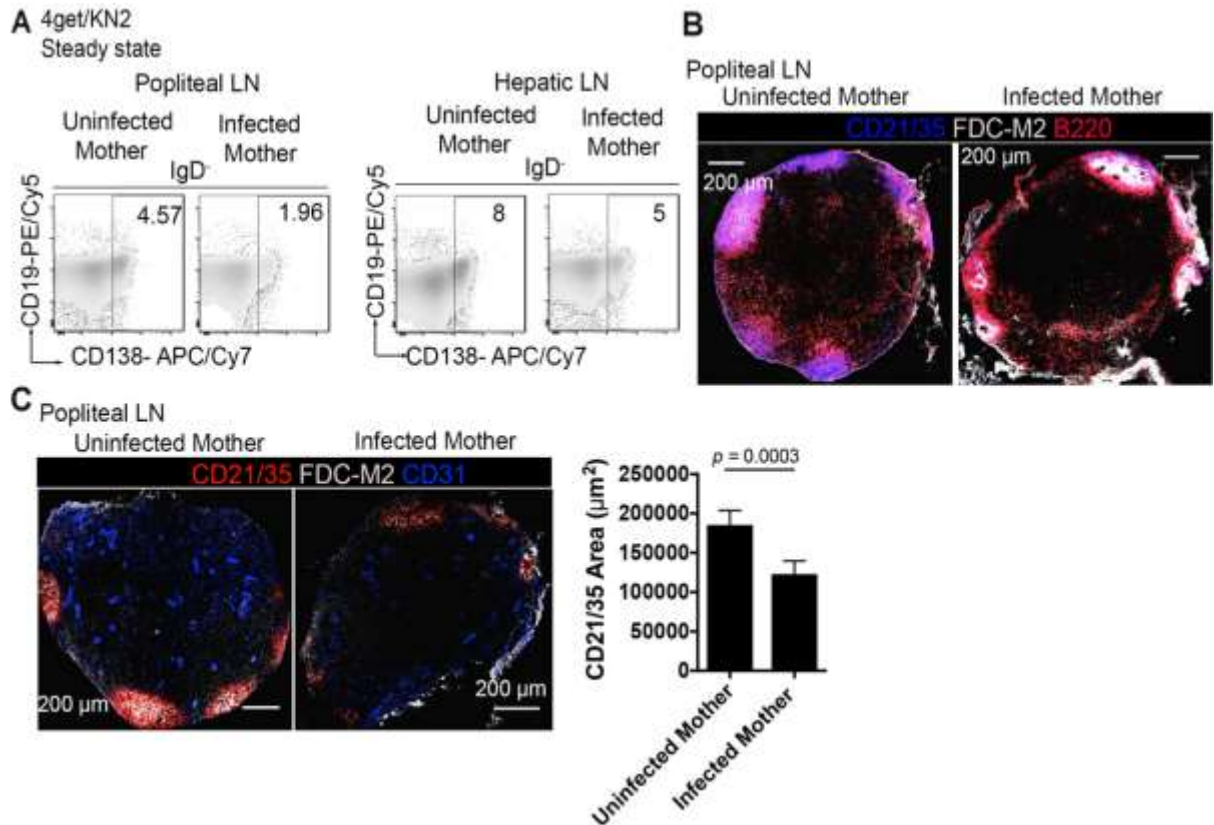 A 4get/KN2
Steady state
Popliteal LN
Uninfected Mother
Infected Mother
IgD-
4.57
1.96
CD19-PE/Cy5
CD138- APC/Cy7
Hepatic LN
Uninfected Mother
Infected Mother
IgD-
8
5
CD19-PE/Cy5
CD138- APC/Cy7
B
Popliteal LN
Uninfected Mother
Infected Mother
CD21/35 FDC-M2 B220
200 µm
200 µm
C Popliteal LN
Uninfected Mother
Infected Mother
CD21/35 FDC-M2 CD31
200 µm
200 µm
p = 0.0003
CD21/35 Area (µm²)
250000
200000
150000
100000
50000
0
Uninfected Mother
Infected Mother